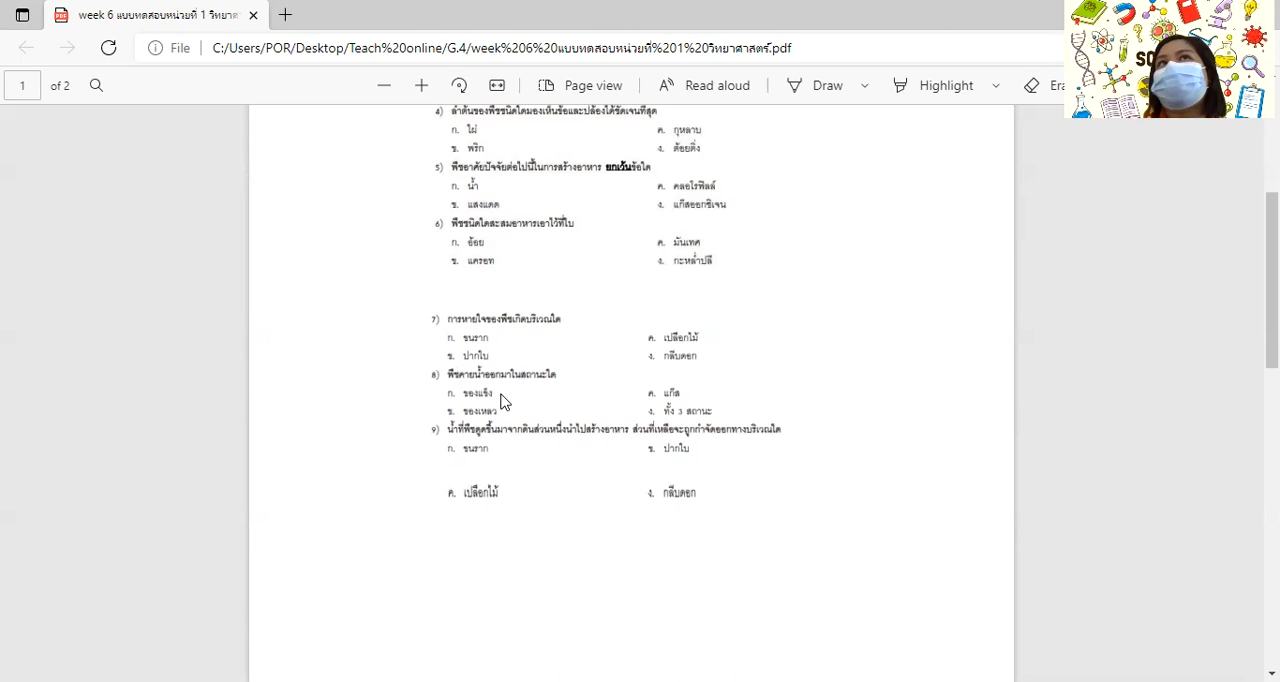 week 6 แบบทดสอบหน่วยที่ 1 วิทยาศ
File C:/Users/POR/Desktop/Teach%20online/G.4/week%206%20แบบทดสอบหน่วยที่%201%20วิทยาศาสตร์.pdf
1 of 2 Page view Read aloud Draw Highlight Era
4) ลำต้นของพืชชนิดใดมองเห็นข้อและปล้องได้ชัดเจนที่สุด
ก. ไผ่ ค. กุหลาบ
ข. พริก ง. ต้อยติ่ง
5) พืชอาศัยปัจจัยต่อไปนี้ในการสร้างอาหาร ยกเว้นข้อใด
ก. น้ำ ค. คลอโรฟิลล์
ข. แสงแดด ง. แก๊สออกซิเจน
6) พืชชนิดใดสะสมอาหารเอาไว้ที่ใบ
ก. อ้อย ค. มันเทศ
ข. แครอท ง. กะหล่ำปลี
7) การหายใจของพืชเกิดบริเวณใด
ก. ขนราก ค. เปลือกไม้
ข. ปากใบ ง. กลีบดอก
8) พืชคายน้ำออกมาในสถานะใด
ก. ของแข็ง ค. แก๊ส
ข. ของเหลว ง. ทั้ง 3 สถานะ
9) น้ำที่พืชดูดขึ้นมาจากดินส่วนหนึ่งนำไปสร้างอาหาร ส่วนที่เหลือจะถูกกำจัดออกทางบริเวณใด
ก. ขนราก ข. ปากใบ
ค. เปลือกไม้ ง. กลีบดอก